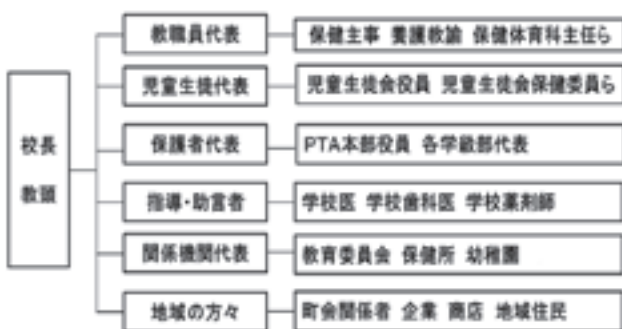 校長
教頭
教職員代表
保健主事 養護教諭 保健体育科主任ら
児童生徒代表
児童生徒会役員 児童生徒会保健委員ら
保護者代表
PTA本部役員 各学級部代表
指導・助言者
学校医 学校歯科医 学校薬剤師
関係機関代表
教育委員会 保健所 幼稚園
地域の方々
町会関係者 企業 商店 地域住民